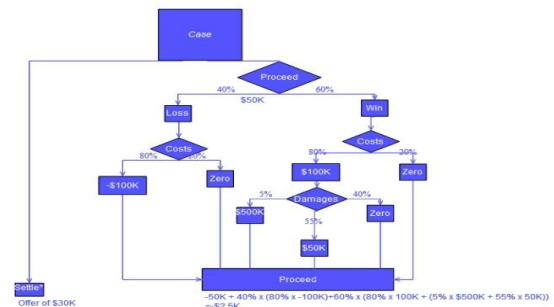 Case
Proceed
40%
60%
$50K
Loss
Win
Costs
Costs
80%
20%
80%
20%
-$100K
Zero
$100K
Zero
5%
Damages
40%
$500K
Zero
55%
$50K
Settle*
Proceed
Offer of $30K
-50K + 40% x (80% x -100K)+60% x (80% x 100K + (5% x $500K + 55% x 50K))
=-$2.5K